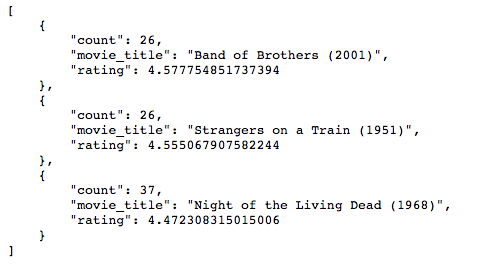 [
    {
        "count": 26,
        "movie_title": "Band of Brothers (2001)",
        "rating": 4.577754851737394
    },
    {
        "count": 26,
        "movie_title": "Strangers on a Train (1951)",
        "rating": 4.555067907582244
    },
    {
        "count": 37,
        "movie_title": "Night of the Living Dead (1968)",
        "rating": 4.472308315015006
    }
]